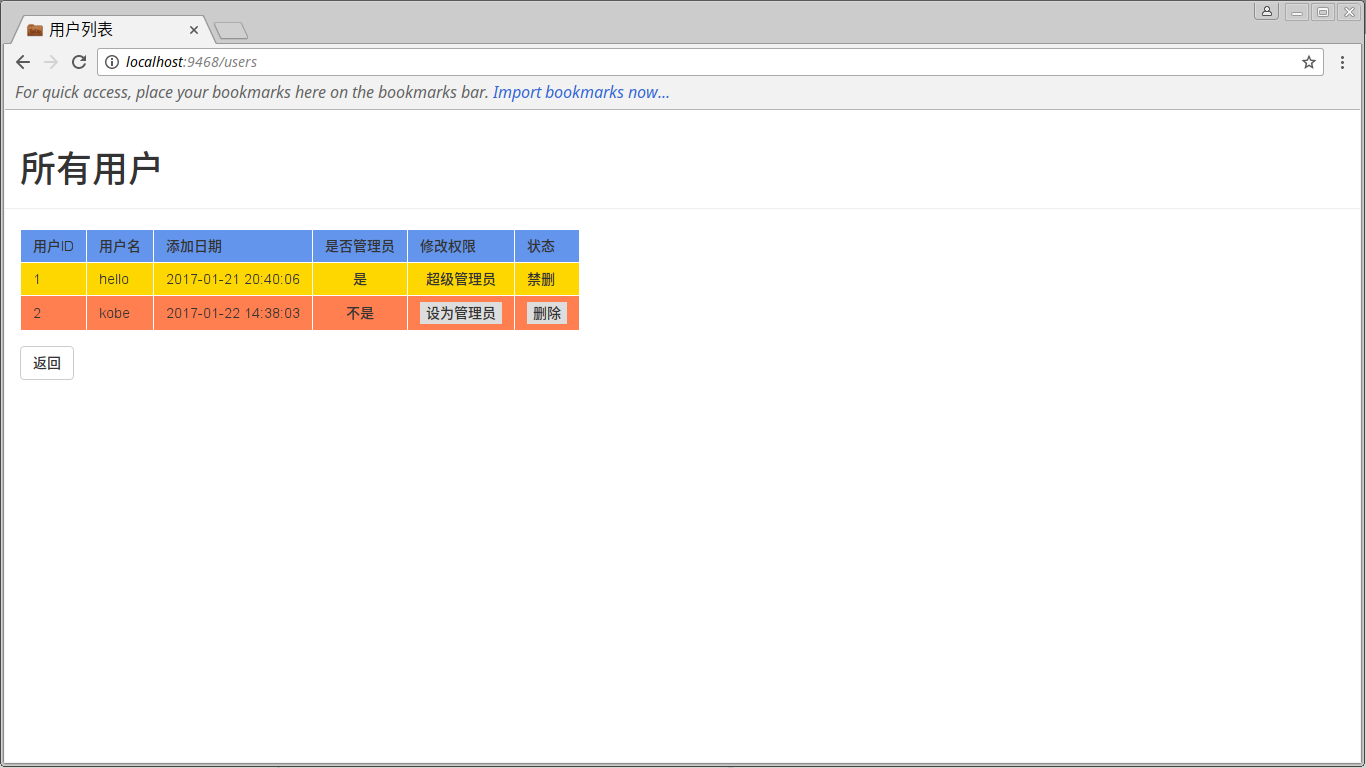 用户列表
localhost:9468/users
For quick access, place your bookmarks here on the bookmarks bar. Import bookmarks now...
所有用户
用户ID 用户名 添加日期 是否管理员 修改权限 状态
1 hello 2017-01-21 20:40:06 是 超级管理员 禁删
2 kobe 2017-01-22 14:38:03 不是 设为管理员 删除
返回